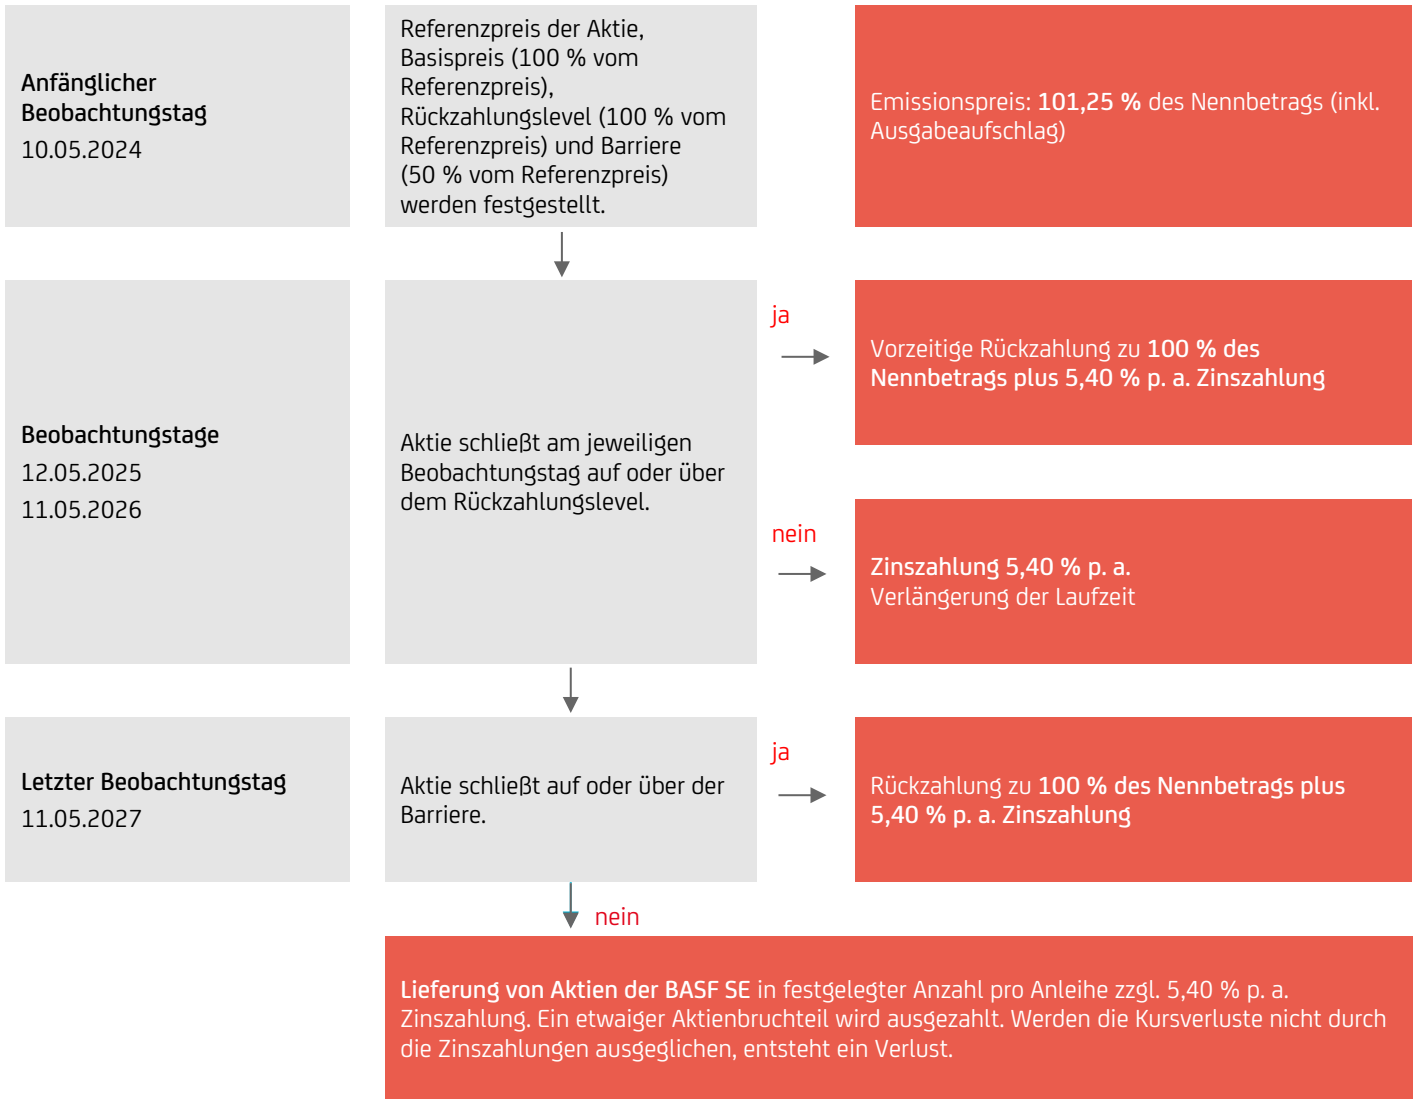 Anfänglicher
Beobachtungstag
10.05.2024
Referenzpreis der Aktie,
Basispreis (100 % vom
Referenzpreis),
Rückzahlungslevel (100 % vom
Referenzpreis) und Barriere
(50 % vom Referenzpreis)
werden festgestellt.
Emissionspreis: 101,25 % des Nennbetrags (inkl.
Ausgabeaufschlag)
Beobachtungstage
12.05.2025
11.05.2026
Aktie schließt am jeweiligen
Beobachtungstag auf oder über
dem Rückzahlungslevel.
ja
Vorzeitige Rückzahlung zu 100 % des
Nennbetrags plus 5,40 % p. a. Zinszahlung
nein
Zinszahlung 5,40 % p. a.
Verlängerung der Laufzeit
Letzter Beobachtungstag
11.05.2027
Aktie schließt auf oder über der
Barriere.
ja
Rückzahlung zu 100 % des Nennbetrags plus
5,40 % p. a. Zinszahlung
nein
Lieferung von Aktien der BASF SE in festgelegter Anzahl pro Anleihe zzgl. 5,40 % p. a.
Zinszahlung. Ein etwaiger Aktienbruchteil wird ausgezahlt. Werden die Kursverluste nicht durch
die Zinszahlungen ausgeglichen, entsteht ein Verlust.